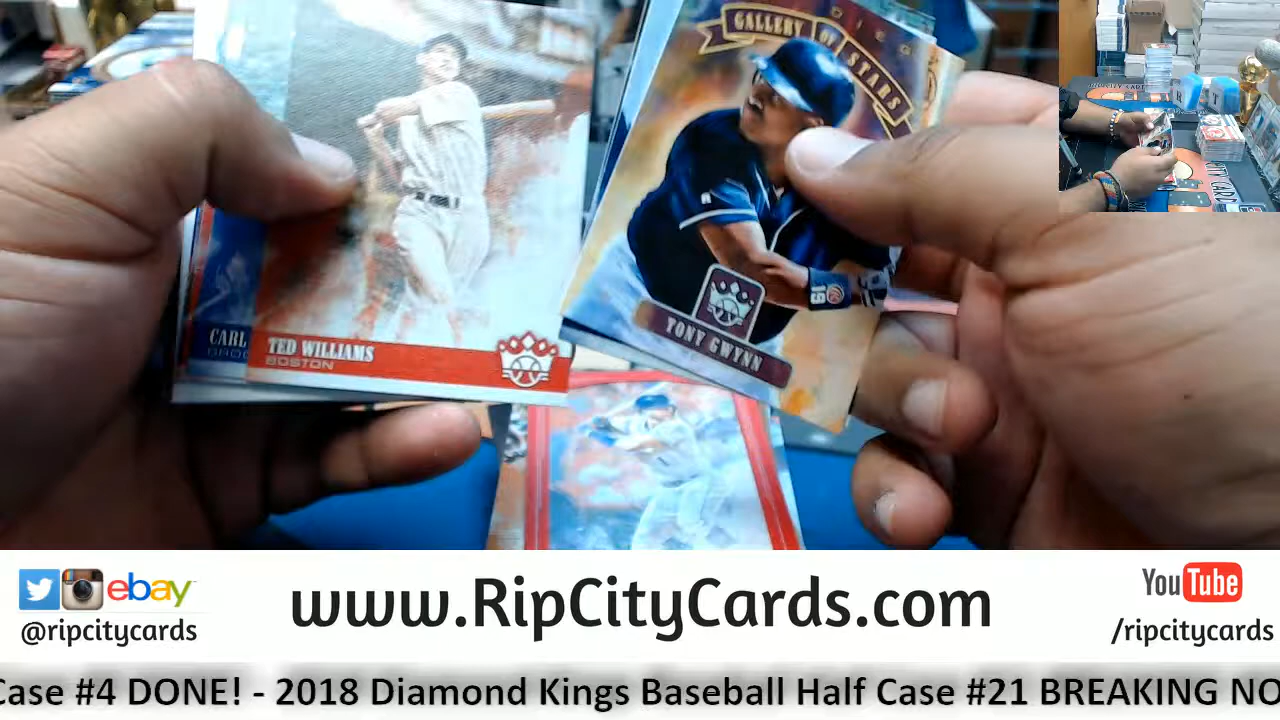 GALLERY OF STARS
19
TONY GWYNN
CARL
TED WILLIAMS
BOSTON
ebay
@ripcitycards
www.RipCityCards.com
YouTube
/ripcitycards
Case #4 DONE! - 2018 Diamond Kings Baseball Half Case #21 BREAKING NO